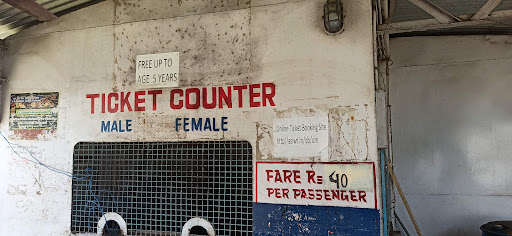 FREE UP TO
AGE 5 YEARS
TICKET COUNTER
MALE FEMALE
Online Ticket Booking Site
FARE Rs 40
PER PASSENGER